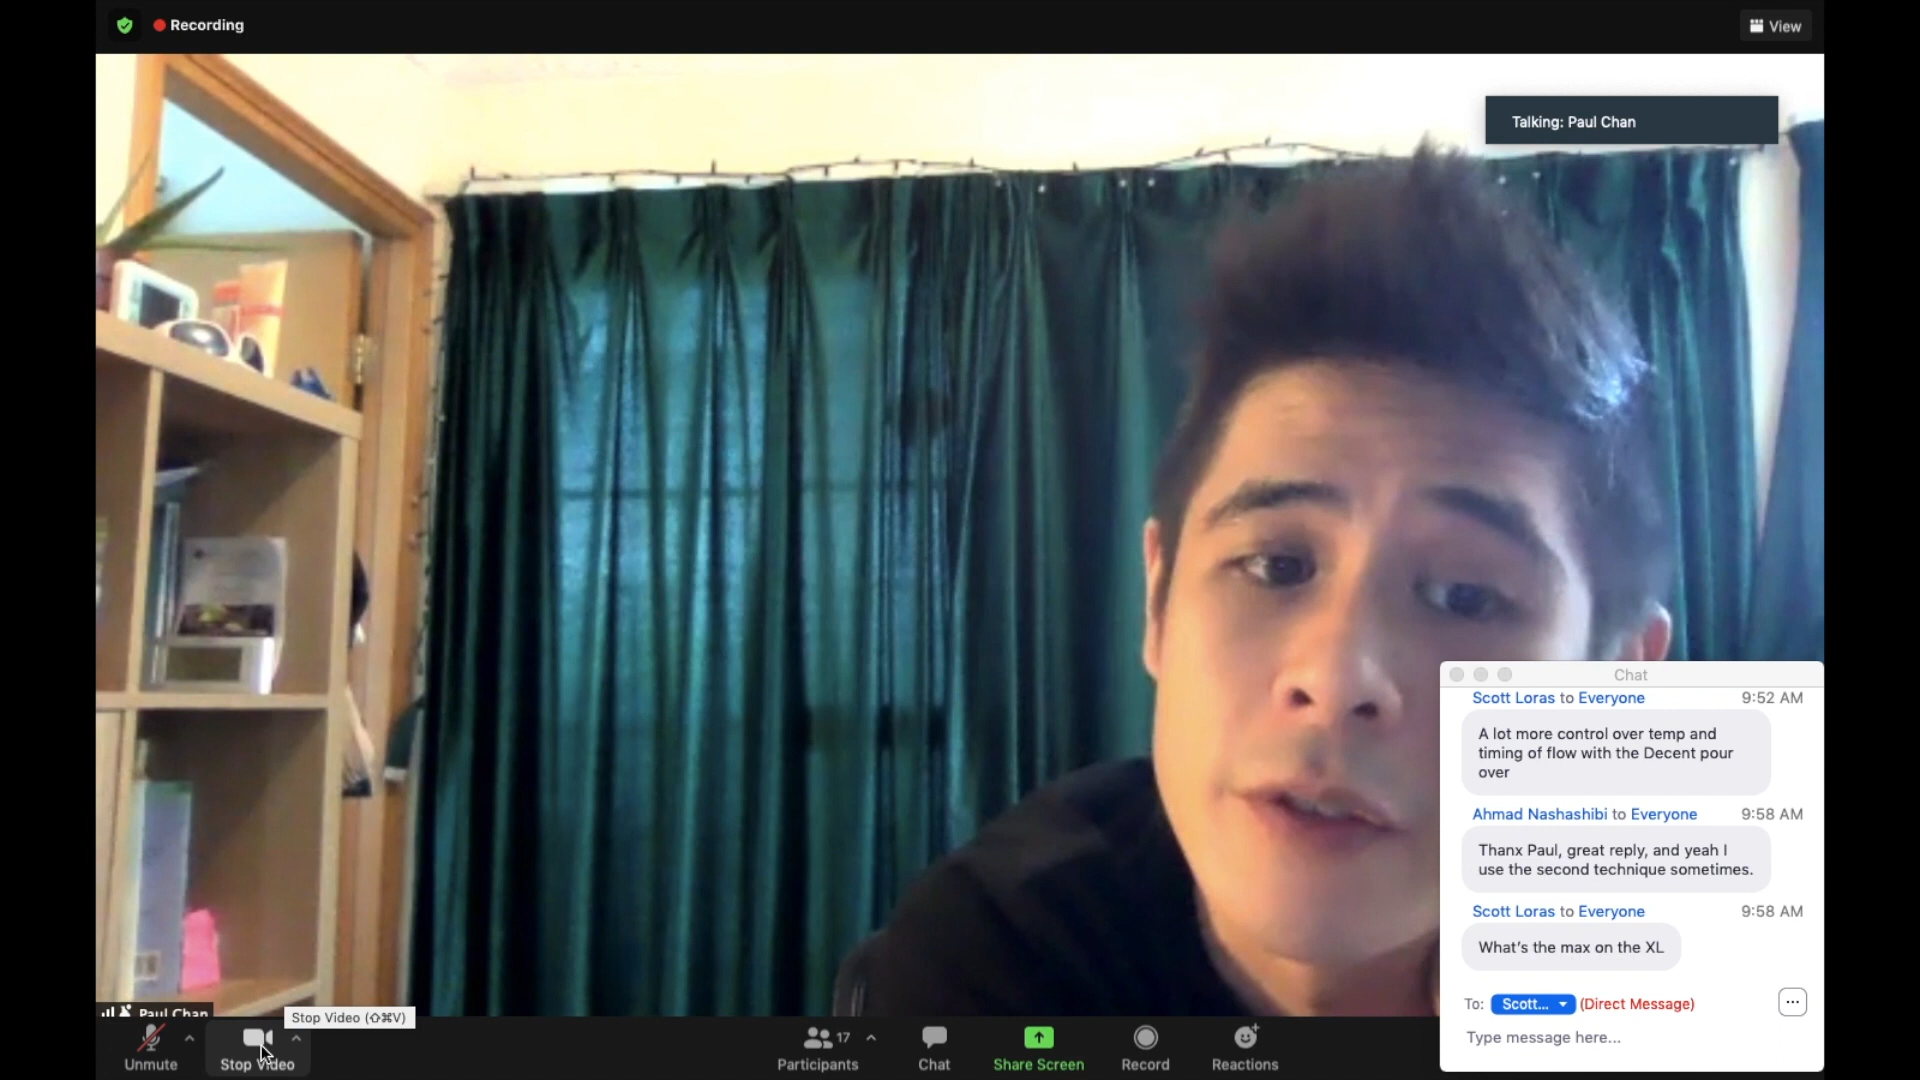 Recording
View
Talking: Paul Chan
Chat
Scott Loras to Everyone 9:52 AM
A lot more control over temp and
timing of flow with the Decent pour
over
Ahmad Nashashibi to Everyone 9:58 AM
Thanx Paul, great reply, and yeah I
use the second technique sometimes.
Scott Loras to Everyone 9:58 AM
What's the max on the XL
To: Scott... (Direct Message)
Type message here...
Paul Chan
Stop Video (⇧⌘V)
17
Unmute Stop Video Participants Chat Share Screen Record Reactions